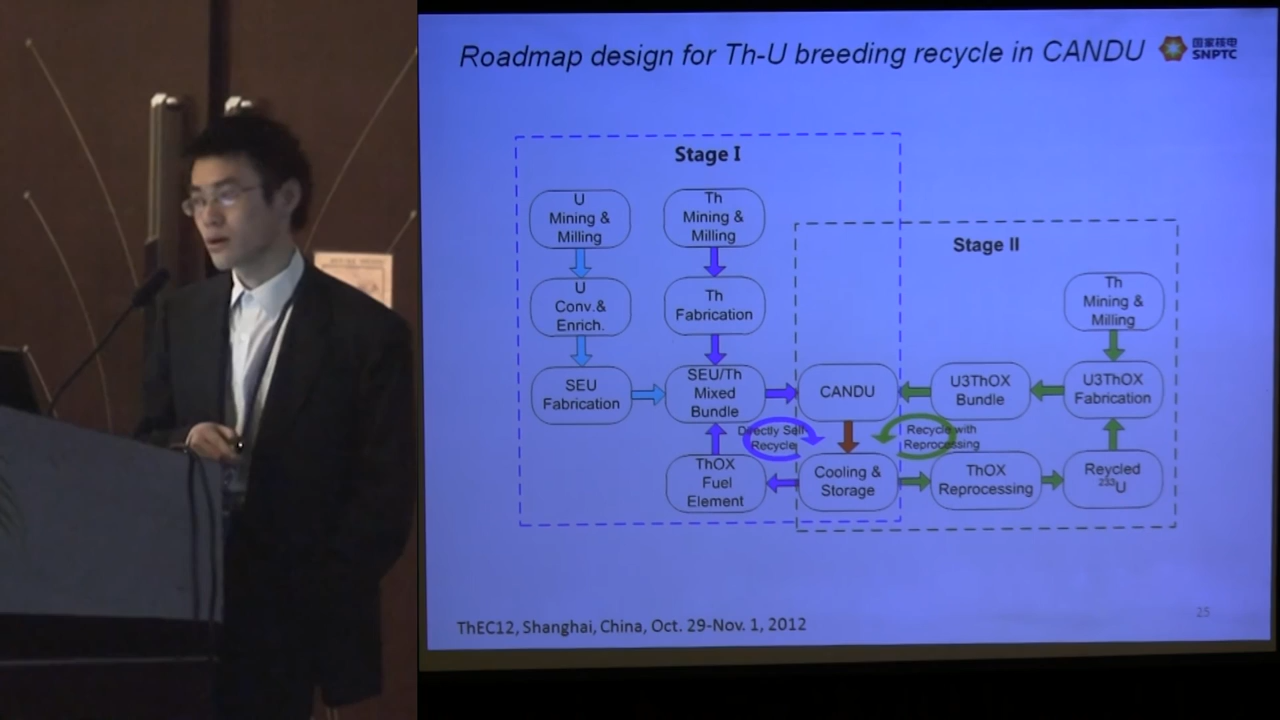 Roadmap design for Th-U breeding recycle in CANDU
国家核电
SNPTC
Stage I
U
Mining &
Milling
Th
Mining &
Milling
U
Conv.&
Enrich.
Th
Fabrication
SEU
Fabrication
SEU/Th
Mixed
Bundle
CANDU
Directly Self
Recycle
ThOX
Fuel
Element
Cooling &
Storage
Stage II
Th
Mining &
Milling
U3ThOX
Bundle
U3ThOX
Fabrication
Recycle with
Reprocessing
ThOX
Reprocessing
Reycled
²³³U
25
ThEC12, Shanghai, China, Oct. 29-Nov. 1, 2012